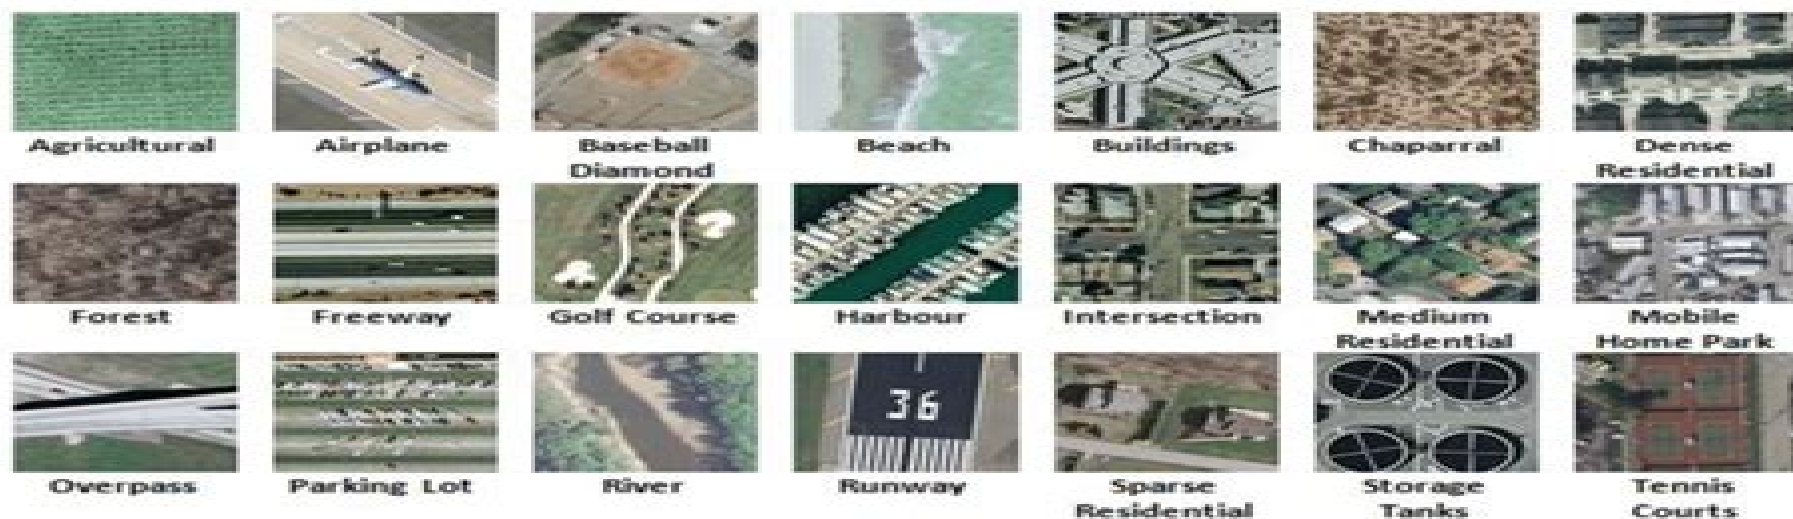 Agricultural
Airplane
Baseball
Diamond
Beach
Buildings
Chaparral
Dense
Residential
Forest
Freeway
Golf Course
Harbour
Intersection
Medium
Residential
Mobile
Home Park
36
Overpass
Parking Lot
River
Runway
Sparse
Residential
Storage
Tanks
Tennis
Courts